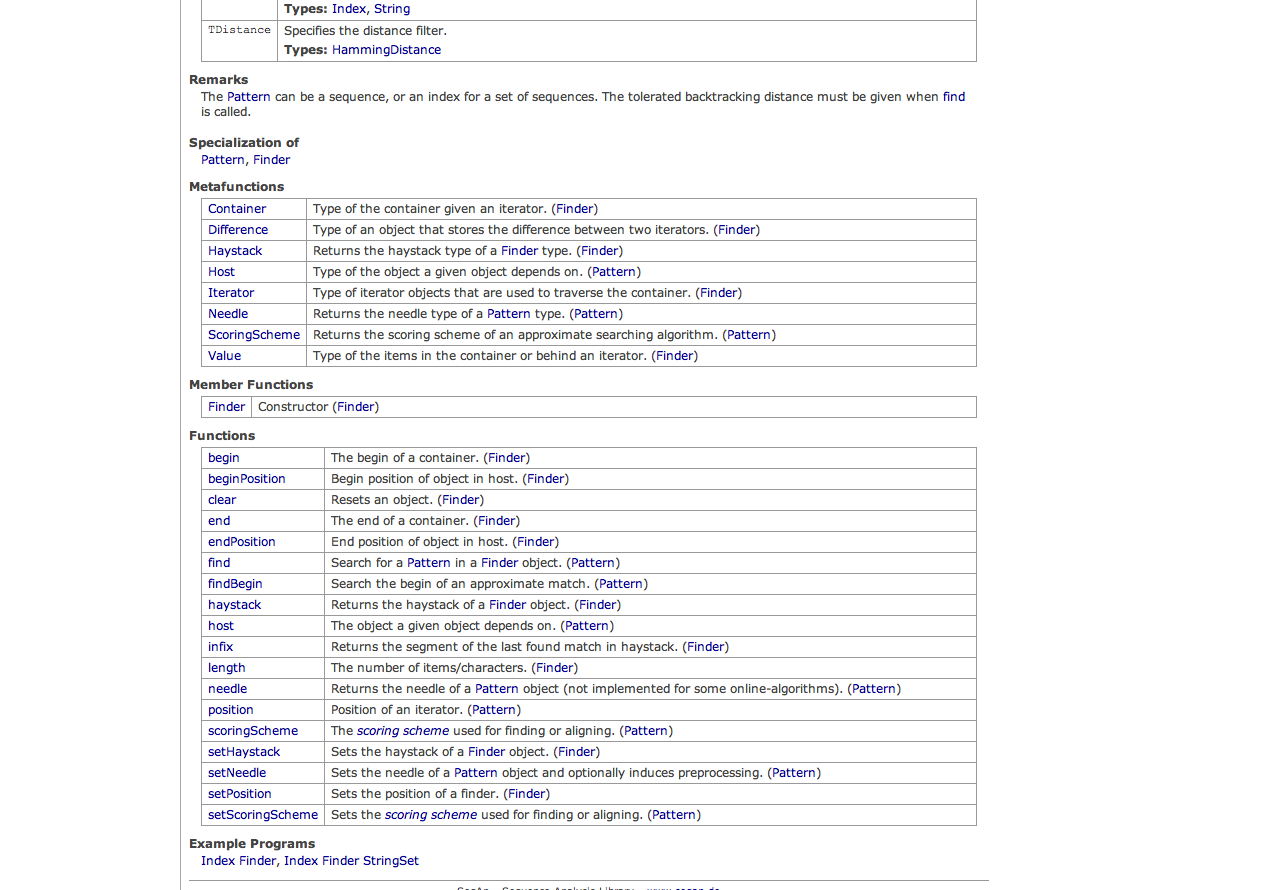 Types: Index, String
TDistance Specifies the distance filter.
Types: HammingDistance
Remarks
The Pattern can be a sequence, or an index for a set of sequences. The tolerated backtracking distance must be given when find
is called.
Specialization of
Pattern, Finder
Metafunctions
Container Type of the container given an iterator. (Finder)
Difference Type of an object that stores the difference between two iterators. (Finder)
Haystack Returns the haystack type of a Finder type. (Finder)
Host Type of the object a given object depends on. (Pattern)
Iterator Type of iterator objects that are used to traverse the container. (Finder)
Needle Returns the needle type of a Pattern type. (Pattern)
ScoringScheme Returns the scoring scheme of an approximate searching algorithm. (Pattern)
Value Type of the items in the container or behind an iterator. (Finder)
Member Functions
Finder Constructor (Finder)
Functions
begin The begin of a container. (Finder)
beginPosition Begin position of object in host. (Finder)
clear Resets an object. (Finder)
end The end of a container. (Finder)
endPosition End position of object in host. (Finder)
find Search for a Pattern in a Finder object. (Pattern)
findBegin Search the begin of an approximate match. (Pattern)
haystack Returns the haystack of a Finder object. (Finder)
host The object a given object depends on. (Pattern)
infix Returns the segment of the last found match in haystack. (Finder)
length The number of items/characters. (Finder)
needle Returns the needle of a Pattern object (not implemented for some online-algorithms). (Pattern)
position Position of an iterator. (Pattern)
scoringScheme The scoring scheme used for finding or aligning. (Pattern)
setHaystack Sets the haystack of a Finder object. (Finder)
setNeedle Sets the needle of a Pattern object and optionally induces preprocessing. (Pattern)
setPosition Sets the position of a finder. (Finder)
setScoringScheme Sets the scoring scheme used for finding or aligning. (Pattern)
Example Programs
Index Finder, Index Finder StringSet